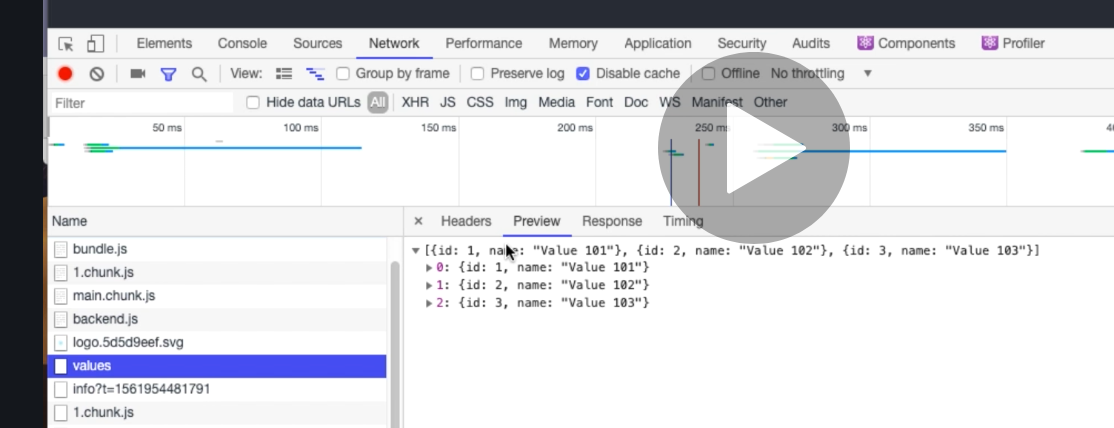 Elements Console Sources Network Performance Memory Application Security Audits Components Profiler
View: Group by frame Preserve log Disable cache Offline No throttling
Filter Hide data URLs All XHR JS CSS Img Media Font Doc WS Manifest Other
50 ms 100 ms 150 ms 200 ms 250 ms 300 ms 350 ms
Name
bundle.js
1.chunk.js
main.chunk.js
backend.js
logo.5d5d9eef.svg
values
info?t=1561954481791
1.chunk.js
× Headers Preview Response Timing
[{id: 1, name: "Value 101"}, {id: 2, name: "Value 102"}, {id: 3, name: "Value 103"}]
0: {id: 1, name: "Value 101"}
1: {id: 2, name: "Value 102"}
2: {id: 3, name: "Value 103"}